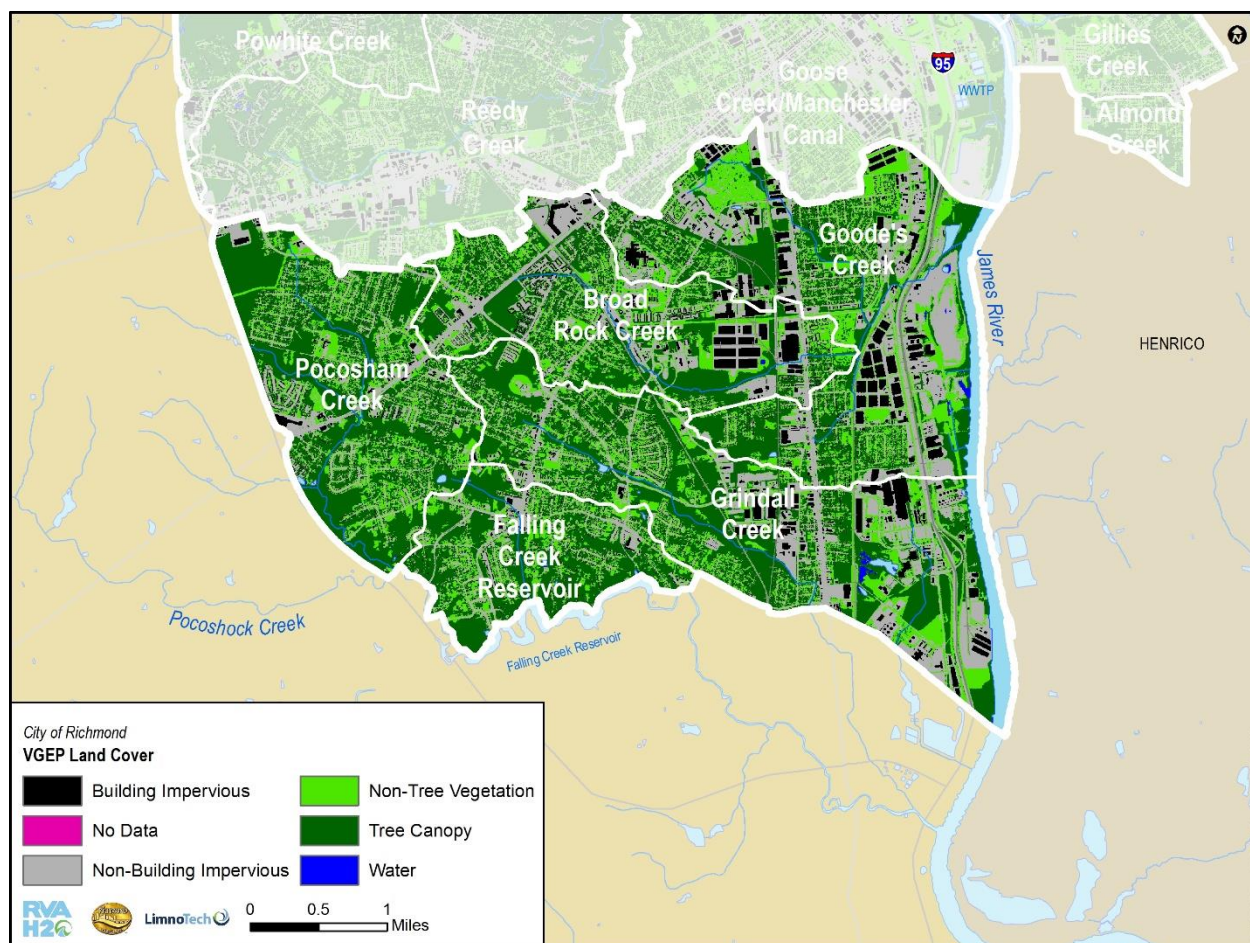 Powhite Creek
Gillies
Creek
95
Goose
Creek/Manchester
Canal
WWTP
Reedy
Creek
Almond
Creek
Goode's
Creek
James River
Broad
Rock Creek
HENRICO
Pocosham
Creek
Grindall
Creek
Falling
Creek
Reservoir
Pocoshock Creek
Falling Creek Reservoir
City of Richmond
VGEP Land Cover
Building Impervious
Non-Tree Vegetation
No Data
Tree Canopy
Non-Building Impervious
Water
RVA
H2O
LimnoTech
0 0.5 1
Miles
N